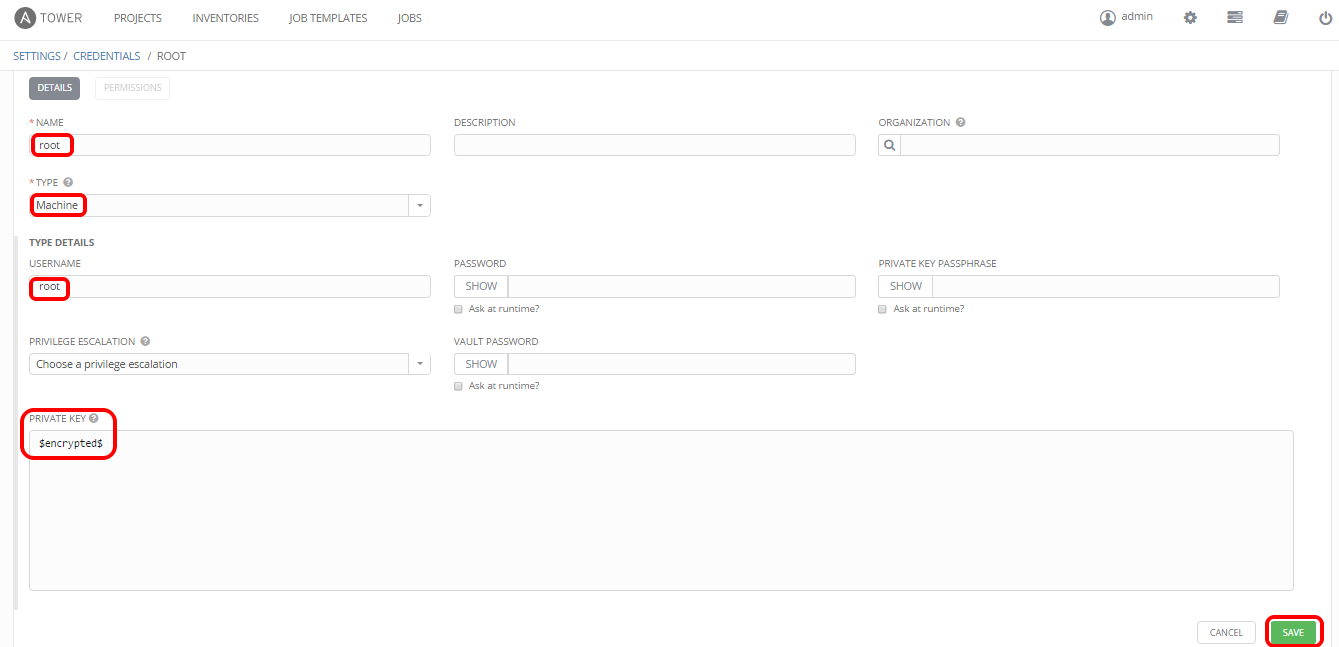 A TOWER PROJECTS INVENTORIES JOB TEMPLATES JOBS admin
SETTINGS / CREDENTIALS / ROOT
DETAILS PERMISSIONS
* NAME DESCRIPTION ORGANIZATION ?
root
* TYPE ?
Machine
TYPE DETAILS
USERNAME PASSWORD PRIVATE KEY PASSPHRASE
root SHOW SHOW
Ask at runtime? Ask at runtime?
PRIVILEGE ESCALATION ? VAULT PASSWORD
Choose a privilege escalation SHOW
Ask at runtime?
PRIVATE KEY ?
$encrypted$
CANCEL SAVE